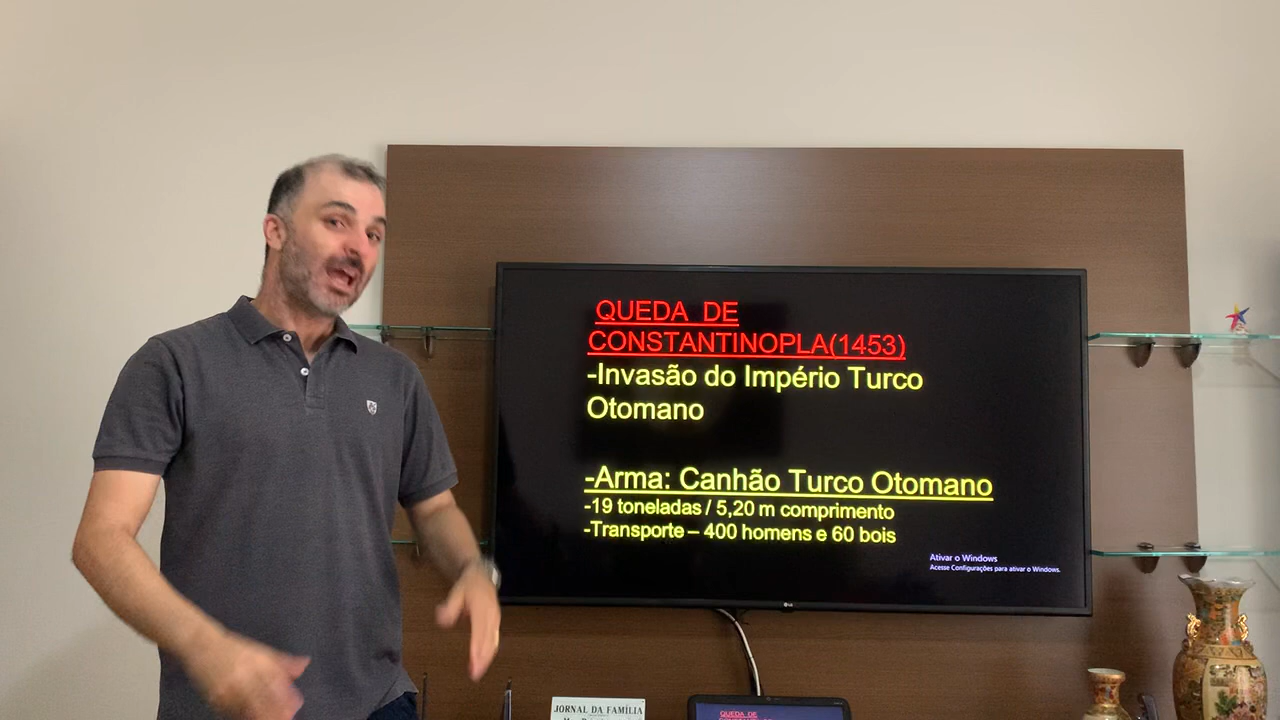 QUEDA DE
CONSTANTINOPLA(1453)
-Invasão do Império Turco
Otomano
-Arma: Canhão Turco Otomano
-19 toneladas / 5,20 m comprimento
-Transporte – 400 homens e 60 bois
Ativar o Windows
Acesse Configurações para ativar o Windows.
LG
JORNAL DA FAMÍLIA
QUEDA DE